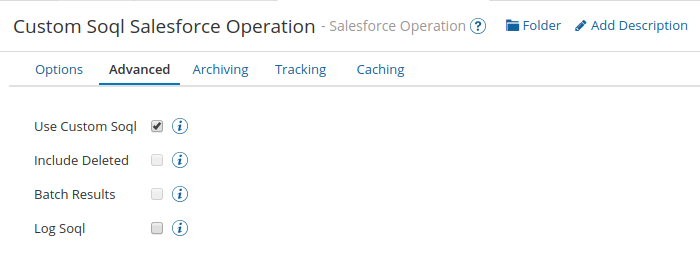 Custom Soql Salesforce Operation - Salesforce Operation ? Folder Add Description
Options Advanced Archiving Tracking Caching
Use Custom Soql i
Include Deleted i
Batch Results i
Log Soql i